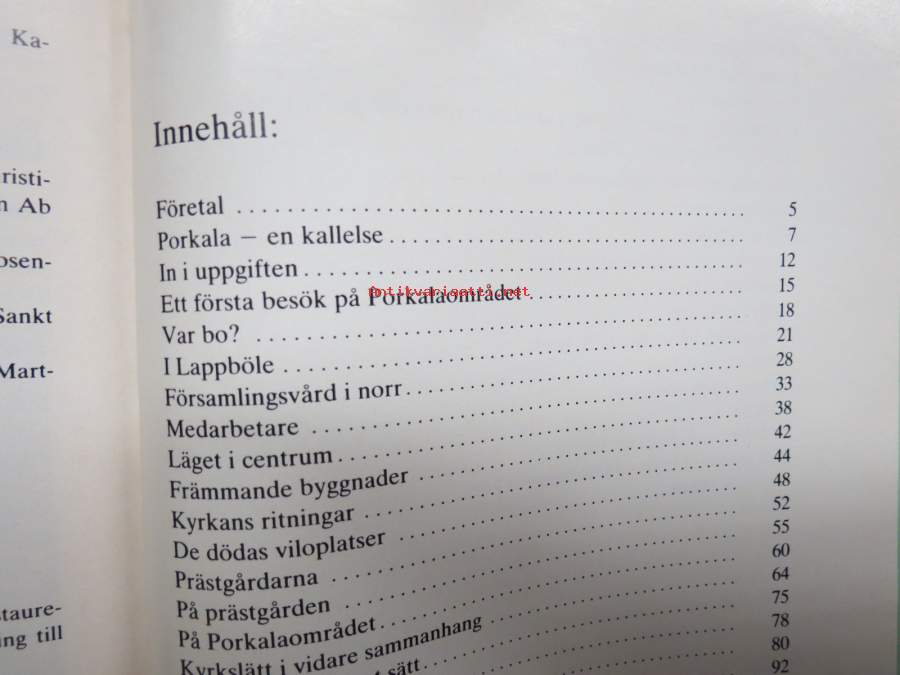 Ka-
risti-
n Ab
osen-
Sankt
Mart-
taure-
ing till
Innehåll:
Företal 5
Porkala – en kallelse 7
In i uppgiften 12
Ett första besök på Porkalaområdet 15
Var bo? 18
I Lappböle 21
Församlingsvård i norr 28
Medarbetare 33
Läget i centrum 38
Främmande byggnader 42
Kyrkans ritningar 44
De dödas viloplatser 48
Prästgårdarna 52
På prästgården 55
På Porkalaområdet 60
Kyrkslätt i vidare sammanhang 64
sätt 75
78
80
92
antikvariaatti.net